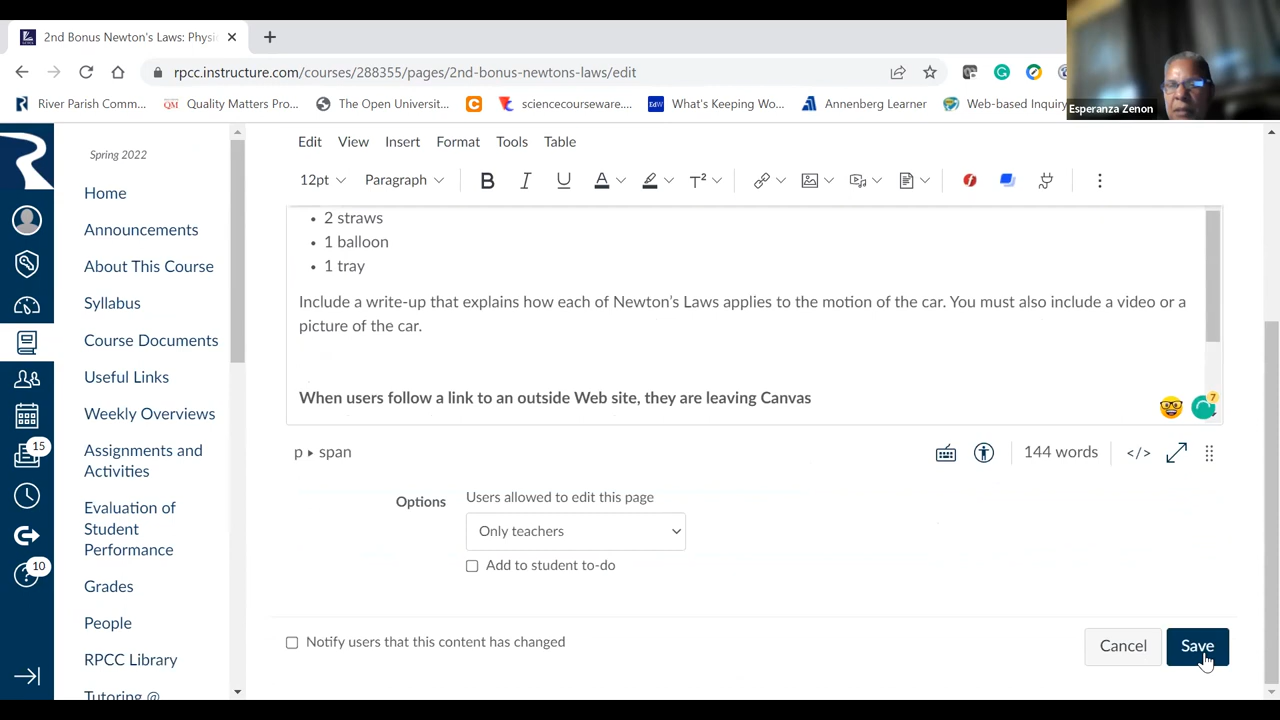 2nd Bonus Newton's Laws: Physi
rpcc.instructure.com/courses/288355/pages/2nd-bonus-newtons-laws/edit
Esperanza Zenon
River Parish Comm...
QM Quality Matters Pro...
The Open Universit...
sciencecourseware....
EdW What's Keeping Wo...
Annenberg Learner
Web-based Inquiry
Spring 2022
Home
Announcements
About This Course
Syllabus
Course Documents
Useful Links
Weekly Overviews
Assignments and
Activities
Evaluation of
Student
Performance
Grades
People
RPCC Library
Tutoring @
15
10
Edit View Insert Format Tools Table
12pt Paragraph B I U A T²
• 2 straws
• 1 balloon
• 1 tray
Include a write-up that explains how each of Newton's Laws applies to the motion of the car. You must also include a video or a
picture of the car.
When users follow a link to an outside Web site, they are leaving Canvas
7
p ▸ span
144 words </>
Options
Users allowed to edit this page
Only teachers
Add to student to-do
Notify users that this content has changed
Cancel
Save